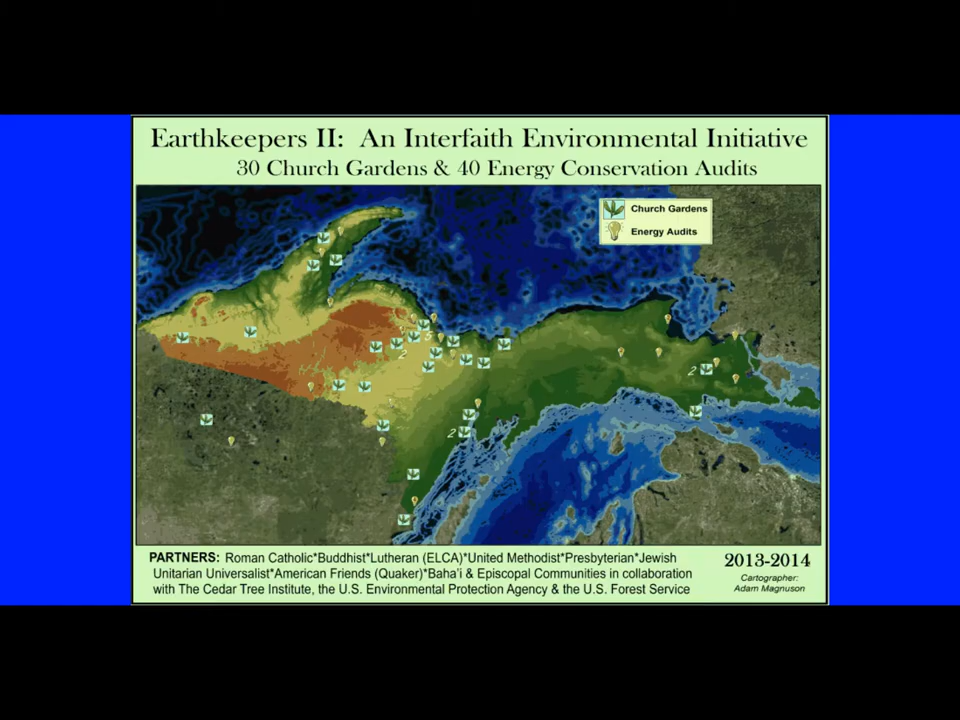 Earthkeepers II: An Interfaith Environmental Initiative
30 Church Gardens & 40 Energy Conservation Audits
Church Gardens
Energy Audits
5
2
2
2
PARTNERS: Roman Catholic*Buddhist*Lutheran (ELCA)*United Methodist*Presbyterian*Jewish
Unitarian Universalist*American Friends (Quaker)*Baha'i & Episcopal Communities in collaboration
with The Cedar Tree Institute, the U.S. Environmental Protection Agency & the U.S. Forest Service
2013-2014
Cartographer:
Adam Magnuson